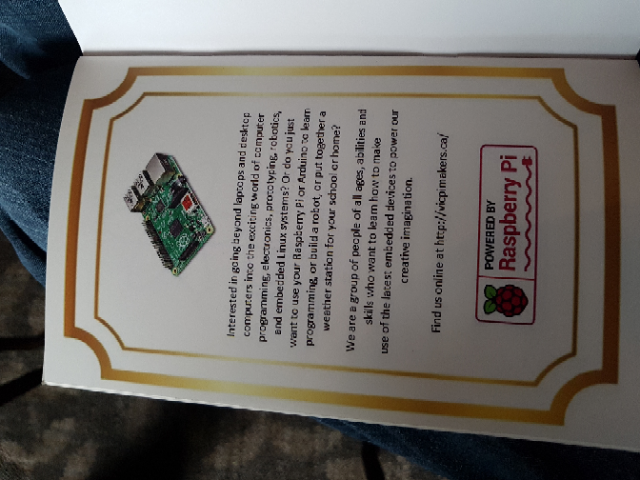 Interested in going beyond laptops and desktop
computers into the exciting world of computer
programming, electronics, prototyping, robotics,
and embedded Linux systems? Or do you just
want to use your Raspberry Pi or Arduino to learn
programming, or build a robot, or put together a
weather station for your school or home?
We are a group of people of all ages, abilities and
skills who want to learn how to make
use of the latest embedded devices to power our
creative imagination.
Find us online at http://vicpimakers.ca/
POWERED BY
Raspberry Pi